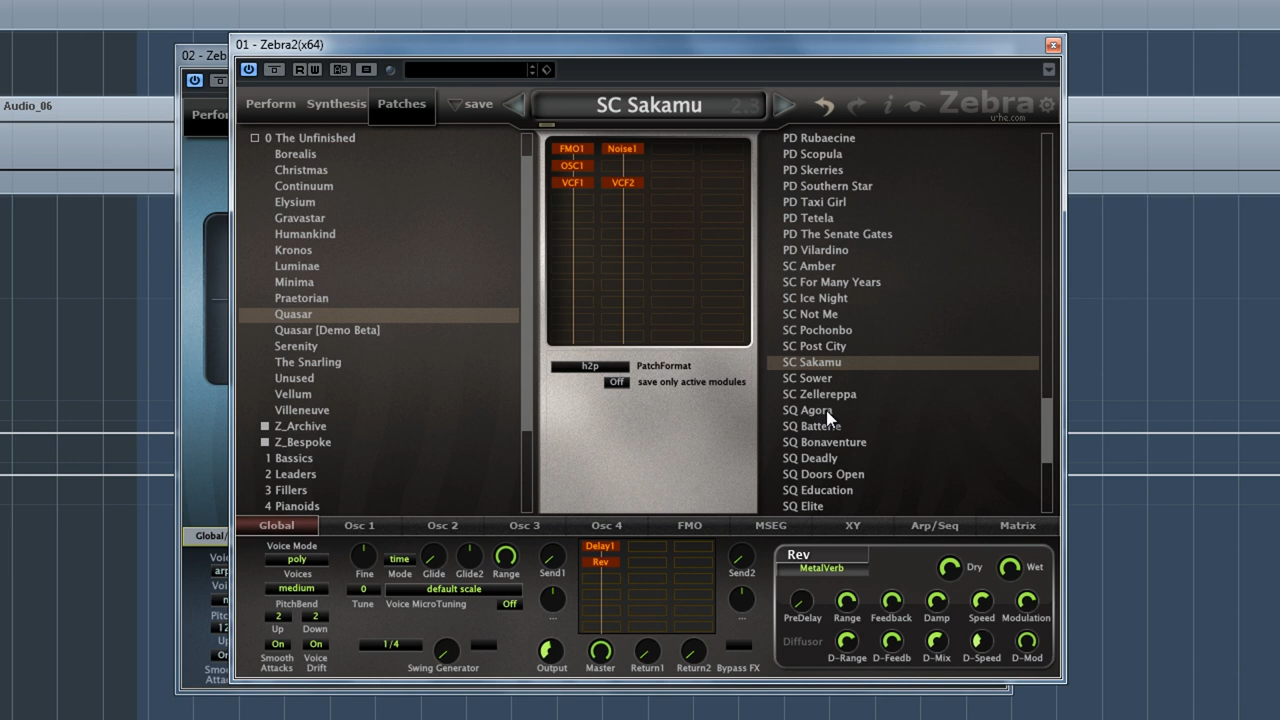 02 - Zeb
01 - Zebra2(x64)
R W
Audio_06
Perfor
Perform Synthesis Patches save SC Sakamu 2.3 Zebra
u-he.com
0 The Unfinished
Borealis
Christmas
Continuum
Elysium
Gravastar
Humankind
Kronos
Luminae
Minima
Praetorian
Quasar
Quasar [Demo Beta]
Serenity
The Snarling
Unused
Vellum
Villeneuve
Z_Archive
Z_Bespoke
1 Bassics
2 Leaders
3 Fillers
4 Pianoids
FMO1 Noise1
OSC1
VCF1 VCF2
h2p PatchFormat
Off save only active modules
PD Rubaecine
PD Scopula
PD Skerries
PD Southern Star
PD Taxi Girl
PD Tetela
PD The Senate Gates
PD Vilardino
SC Amber
SC For Many Years
SC Ice Night
SC Not Me
SC Pochonbo
SC Post City
SC Sakamu
SC Sower
SC Zellereppa
SQ Agora
SQ Batterie
SQ Bonaventure
SQ Deadly
SQ Doors Open
SQ Education
SQ Elite
Global Osc 1 Osc 2 Osc 3 Osc 4 FMO MSEG XY Arp/Seq Matrix
Global/
Voice Mode
poly
Voices
medium
PitchBend
2 2
Up Down
On On
Smooth Attacks Voice Drift
time
Fine Mode Glide Glide2 Range
0 default scale
Tune Voice MicroTuning Off
1/4
Swing Generator
Send1
...
Output
Delay1
Rev
Master Return1 Return2 Bypass FX
Send2
...
Rev
MetalVerb
Dry Wet
PreDelay Range Feedback Damp Speed Modulation
Diffusor
D-Range D-Feedb D-Mix D-Speed D-Mod